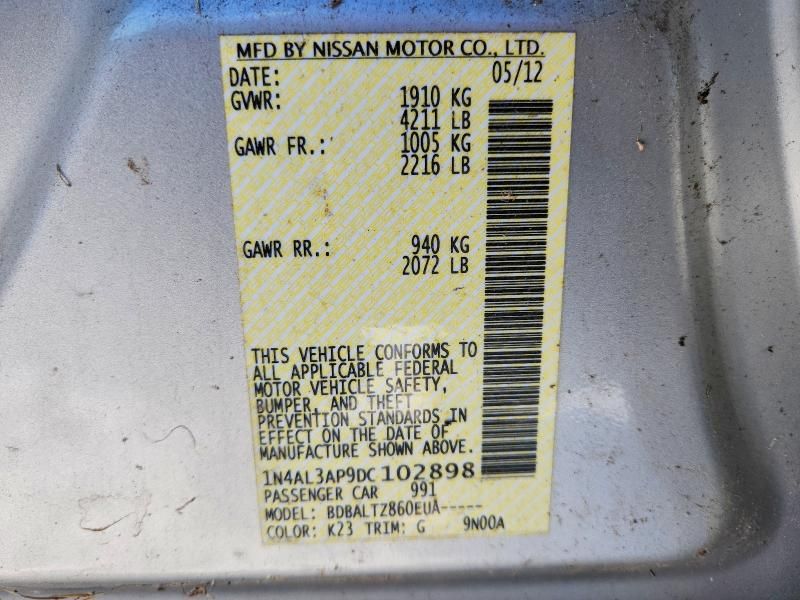 MFD BY NISSAN MOTOR CO., LTD.
DATE: 05/12
GVWR: 1910 KG
4211 LB
GAWR FR.: 1005 KG
2216 LB
GAWR RR.: 940 KG
2072 LB
THIS VEHICLE CONFORMS TO
ALL APPLICABLE FEDERAL
MOTOR VEHICLE SAFETY,
BUMPER, AND THEFT
PREVENTION STANDARDS IN
EFFECT ON THE DATE OF
MANUFACTURE SHOWN ABOVE.
1N4AL3AP9DC102898
PASSENGER CAR 991
MODEL: BDBALTZ860EUA-----
COLOR: K23 TRIM: G 9N00A